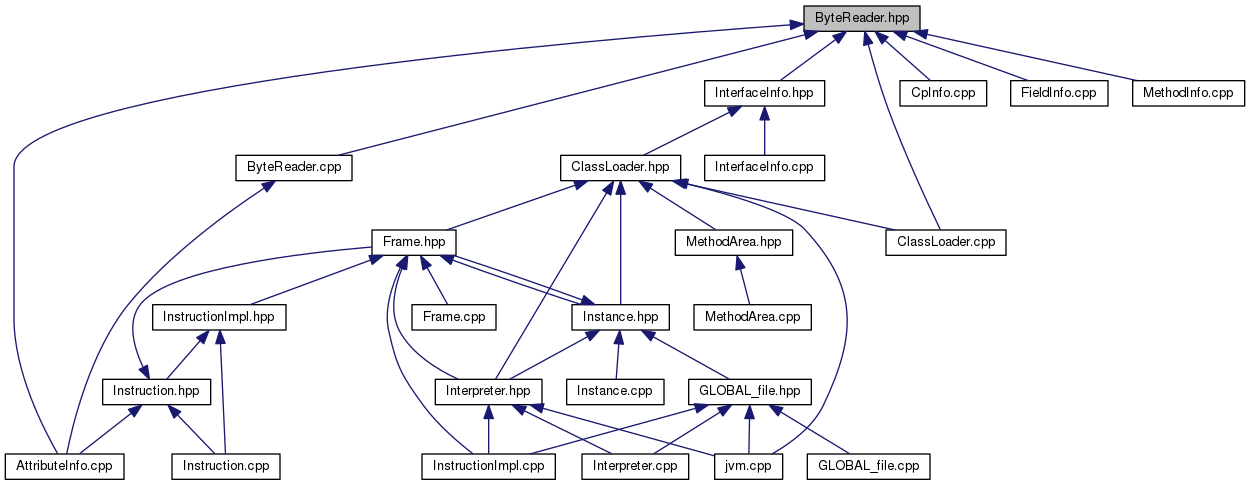 ByteReader.hpp
InterfaceInfo.hpp
CpInfo.cpp
FieldInfo.cpp
MethodInfo.cpp
ByteReader.cpp
ClassLoader.hpp
InterfaceInfo.cpp
Frame.hpp
MethodArea.hpp
ClassLoader.cpp
InstructionImpl.hpp
Frame.cpp
Instance.hpp
MethodArea.cpp
Instruction.hpp
Interpreter.hpp
Instance.cpp
GLOBAL_file.hpp
AttributeInfo.cpp
Instruction.cpp
InstructionImpl.cpp
Interpreter.cpp
jvm.cpp
GLOBAL_file.cpp